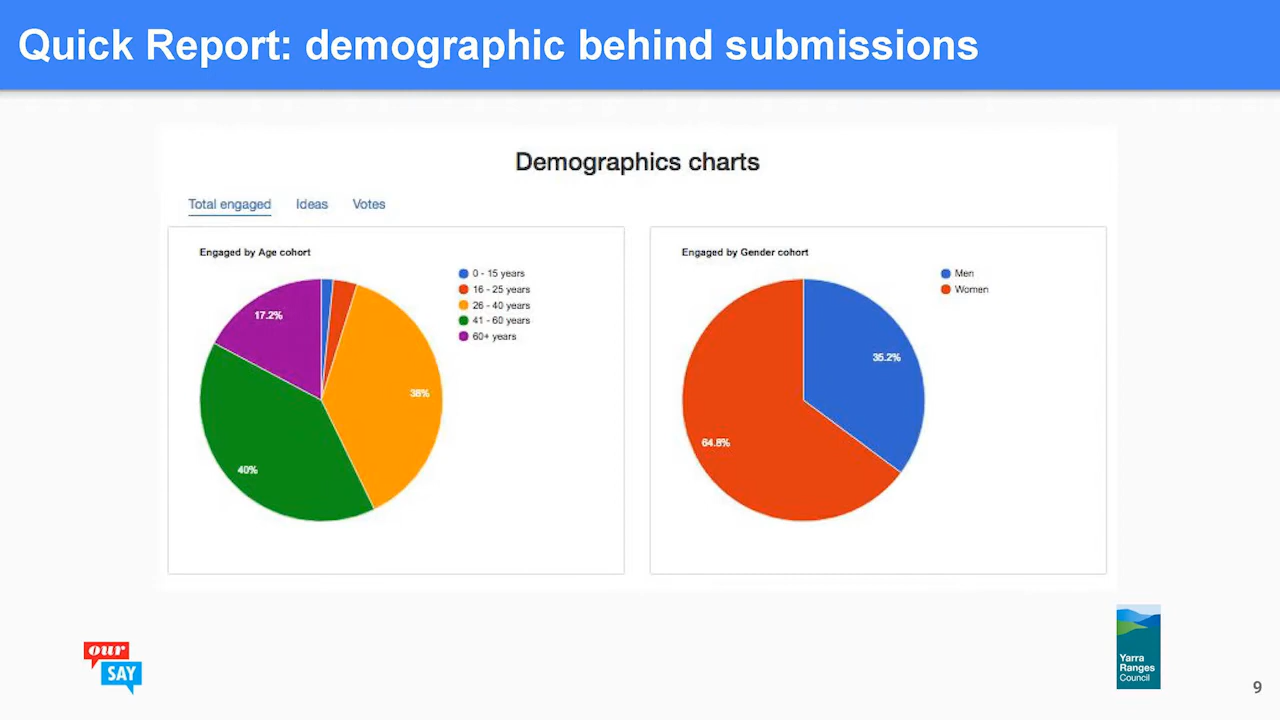 Quick Report: demographic behind submissions
Demographics charts
Total engaged Ideas Votes
Engaged by Age cohort
0 - 15 years
16 - 25 years
26 - 40 years
41 - 60 years
60+ years
17.2%
38%
40%
Engaged by Gender cohort
Men
Women
35.2%
64.8%
our
SAY
Yarra
Ranges
Council
9